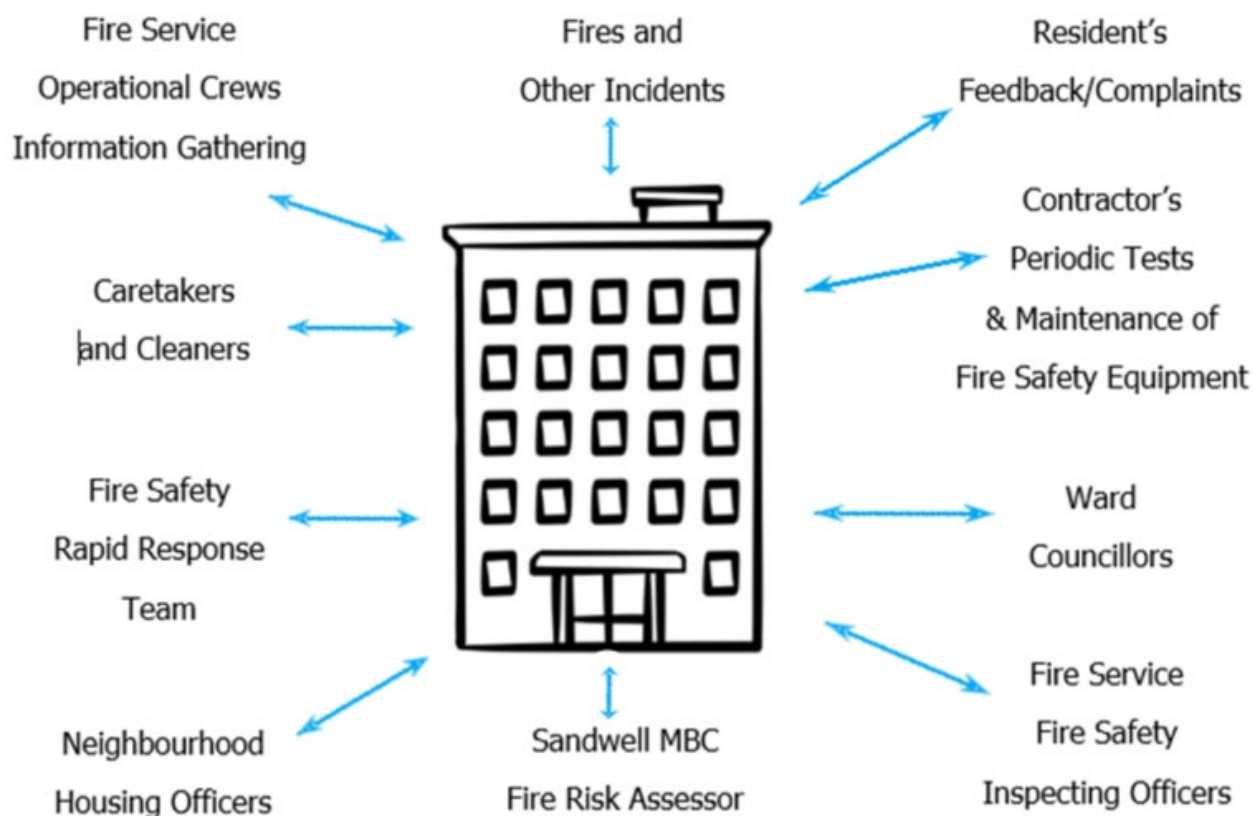 Fire Service
Operational Crews
Information Gathering
Fires and
Other Incidents
Resident's
Feedback/Complaints
Contractor's
Periodic Tests
& Maintenance of
Fire Safety Equipment
Caretakers
and Cleaners
Fire Safety
Rapid Response
Team
Ward
Councillors
Neighbourhood
Housing Officers
Sandwell MBC
Fire Risk Assessor
Fire Service
Fire Safety
Inspecting Officers